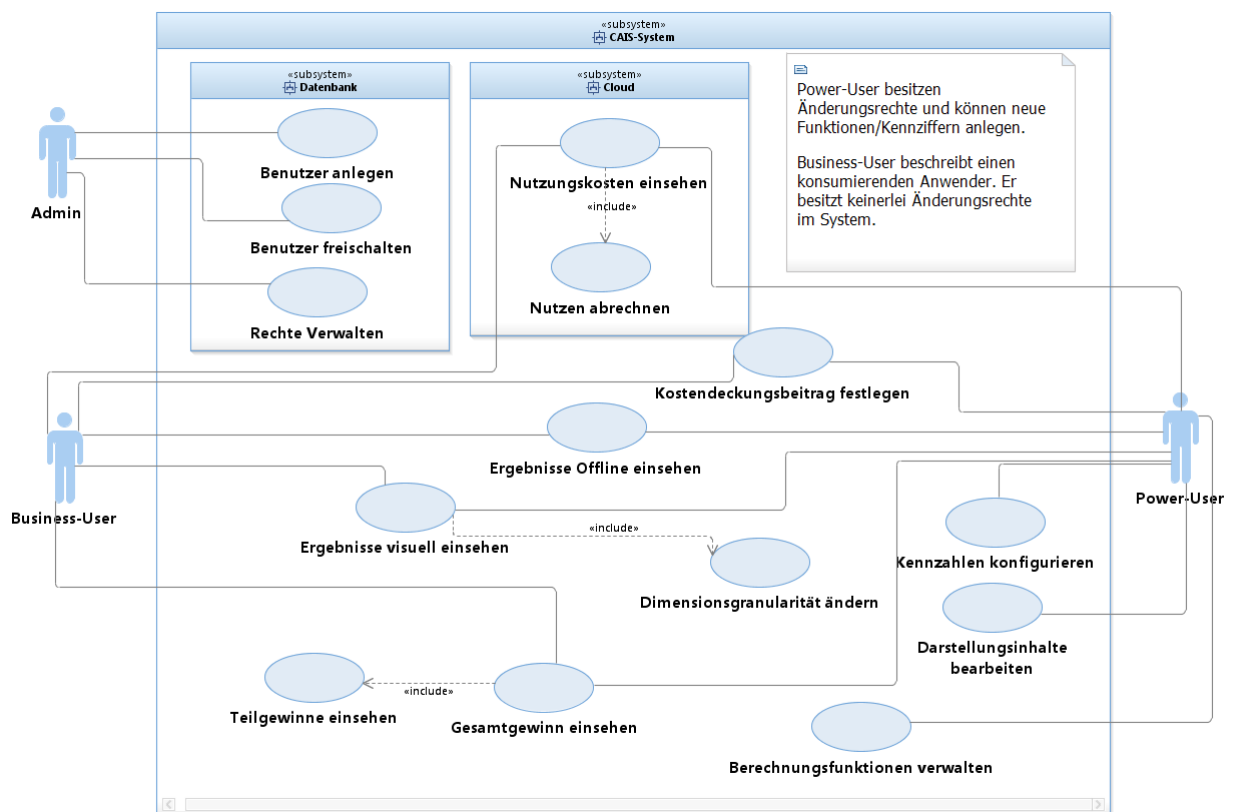 «subsystem»
CAIS-System
«subsystem»
Datenbank
«subsystem»
Cloud
Power-User besitzen
Änderungsrechte und können neue
Funktionen/Kennziffern anlegen.
Business-User beschreibt einen
konsumierenden Anwender. Er
besitzt keinerlei Änderungsrechte
im System.
Admin
Benutzer anlegen
Nutzungskosten einsehen
«include»
Benutzer freischalten
Nutzen abrechnen
Rechte Verwalten
Kostendeckungsbeitrag festlegen
Ergebnisse Offline einsehen
Business-User
Power-User
Ergebnisse visuell einsehen
«include»
Kennzahlen konfigurieren
Dimensionsgranularität ändern
Darstellungsinhalte
bearbeiten
«include»
Teilgewinne einsehen
Gesamtgewinn einsehen
Berechnungsfunktionen verwalten